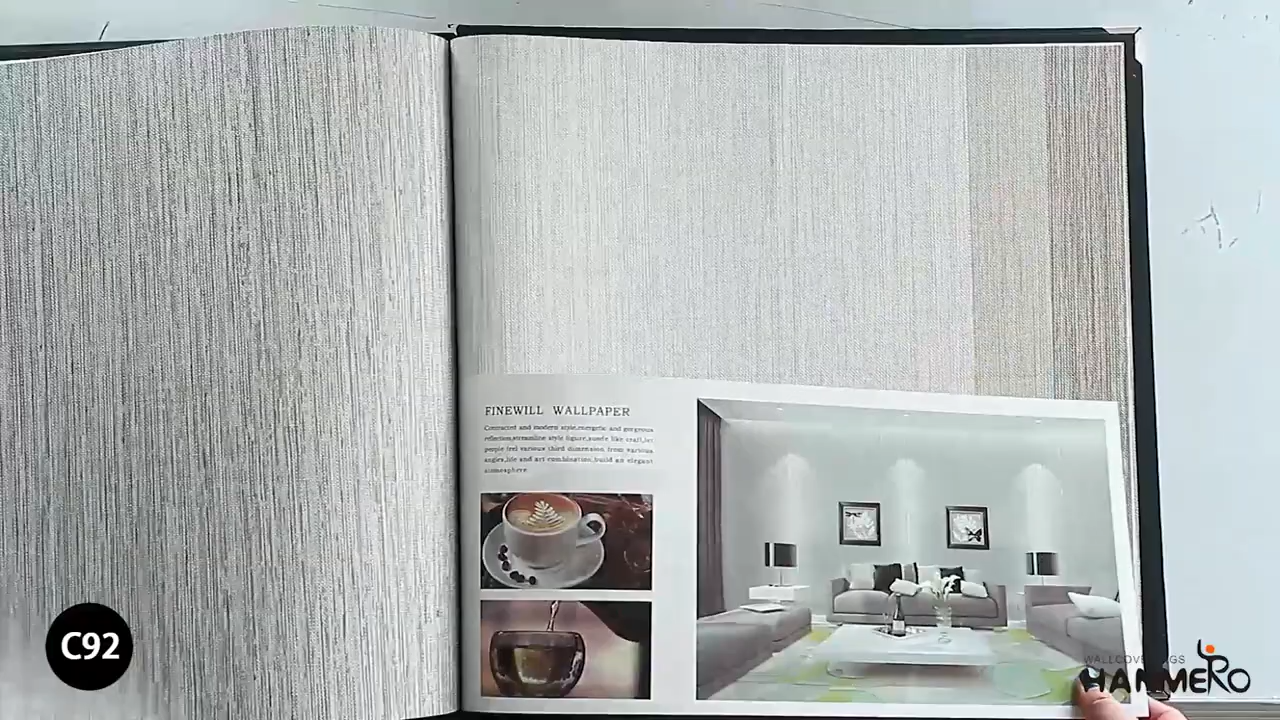 FINEWILL WALLPAPER
Contracted and modern style,energetic and gorgeous
reflection,streamline style figure,suede like craft,let
people feel various third dimension from various
angles,life and art combination,build an elegant
atmosphere
C92
WALLCOVERINGS
HANMERO